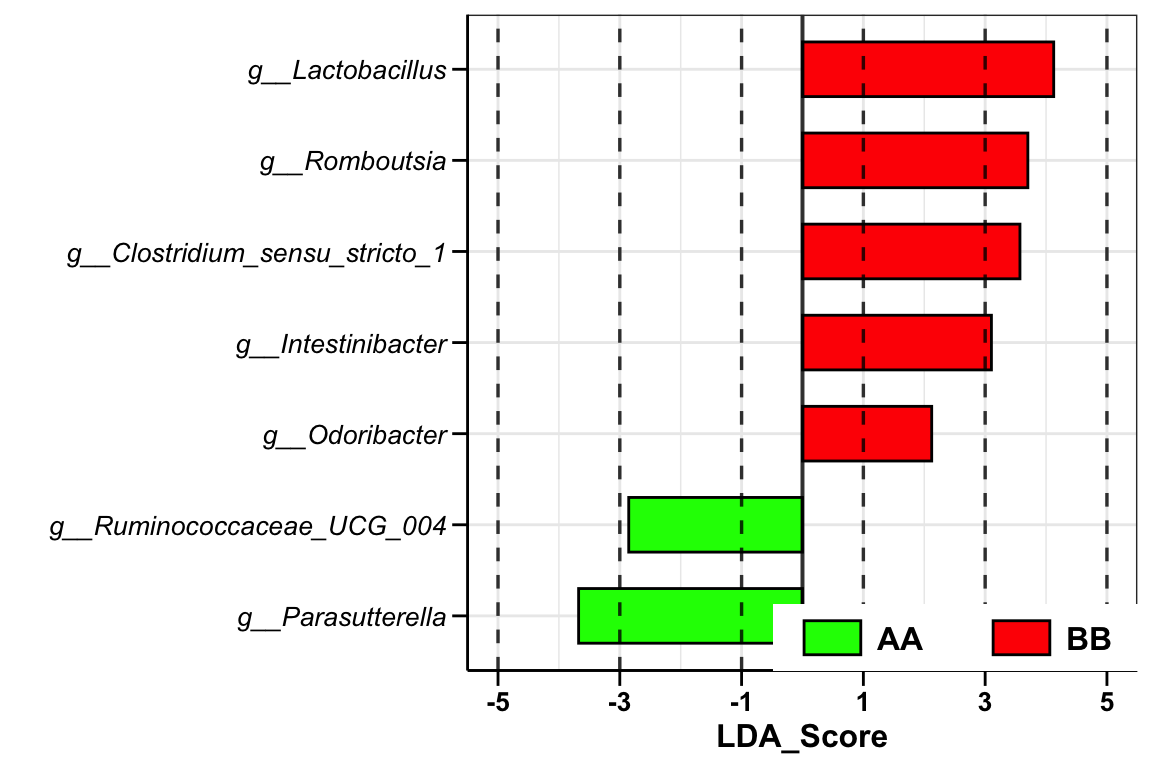 g__Lactobacillus
g__Romboutsia
g__Clostridium_sensu_stricto_1
g__Intestinibacter
g__Odoribacter
g__Ruminococcaceae_UCG_004
g__Parasutterella
AA BB
-5 -3 -1 1 3 5
LDA_Score